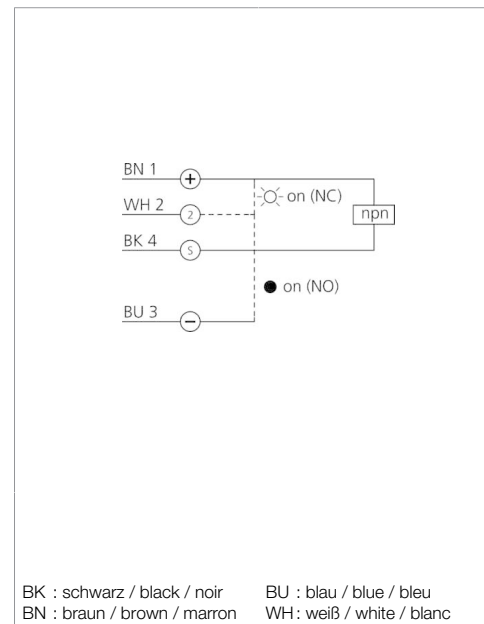 BN 1
+
on (NC)
WH 2
2
npn
BK 4
S
on (NO)
BU 3
−
BK : schwarz / black / noir BU : blau / blue / bleu
BN : braun / brown / marron WH : weiß / white / blanc